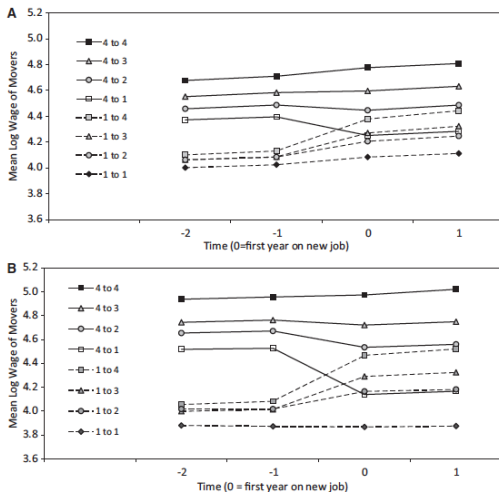 A
5.2
5.0
4.8
4.6
4.4
4.2
4.0
3.8
3.6
Mean Log Wage of Movers
4 to 4
4 to 3
4 to 2
4 to 1
1 to 4
1 to 3
1 to 2
1 to 1
-2 -1 0 1
Time (0=first year on new job)
B
5.2
5.0
4.8
4.6
4.4
4.2
4.0
3.8
3.6
Mean Log Wage of Movers
4 to 4
4 to 3
4 to 2
4 to 1
1 to 4
1 to 3
1 to 2
1 to 1
-2 -1 0 1
Time (0 = first year on new job)